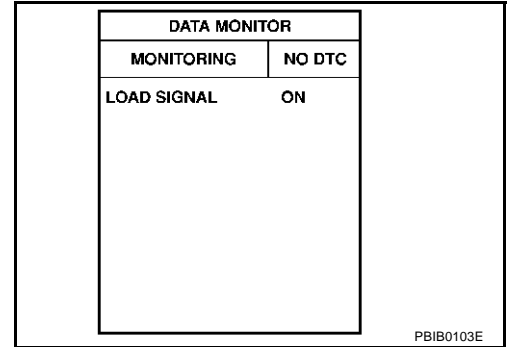 DATA MONITOR
MONITORING NO DTC
LOAD SIGNAL ON
PBIB0103E